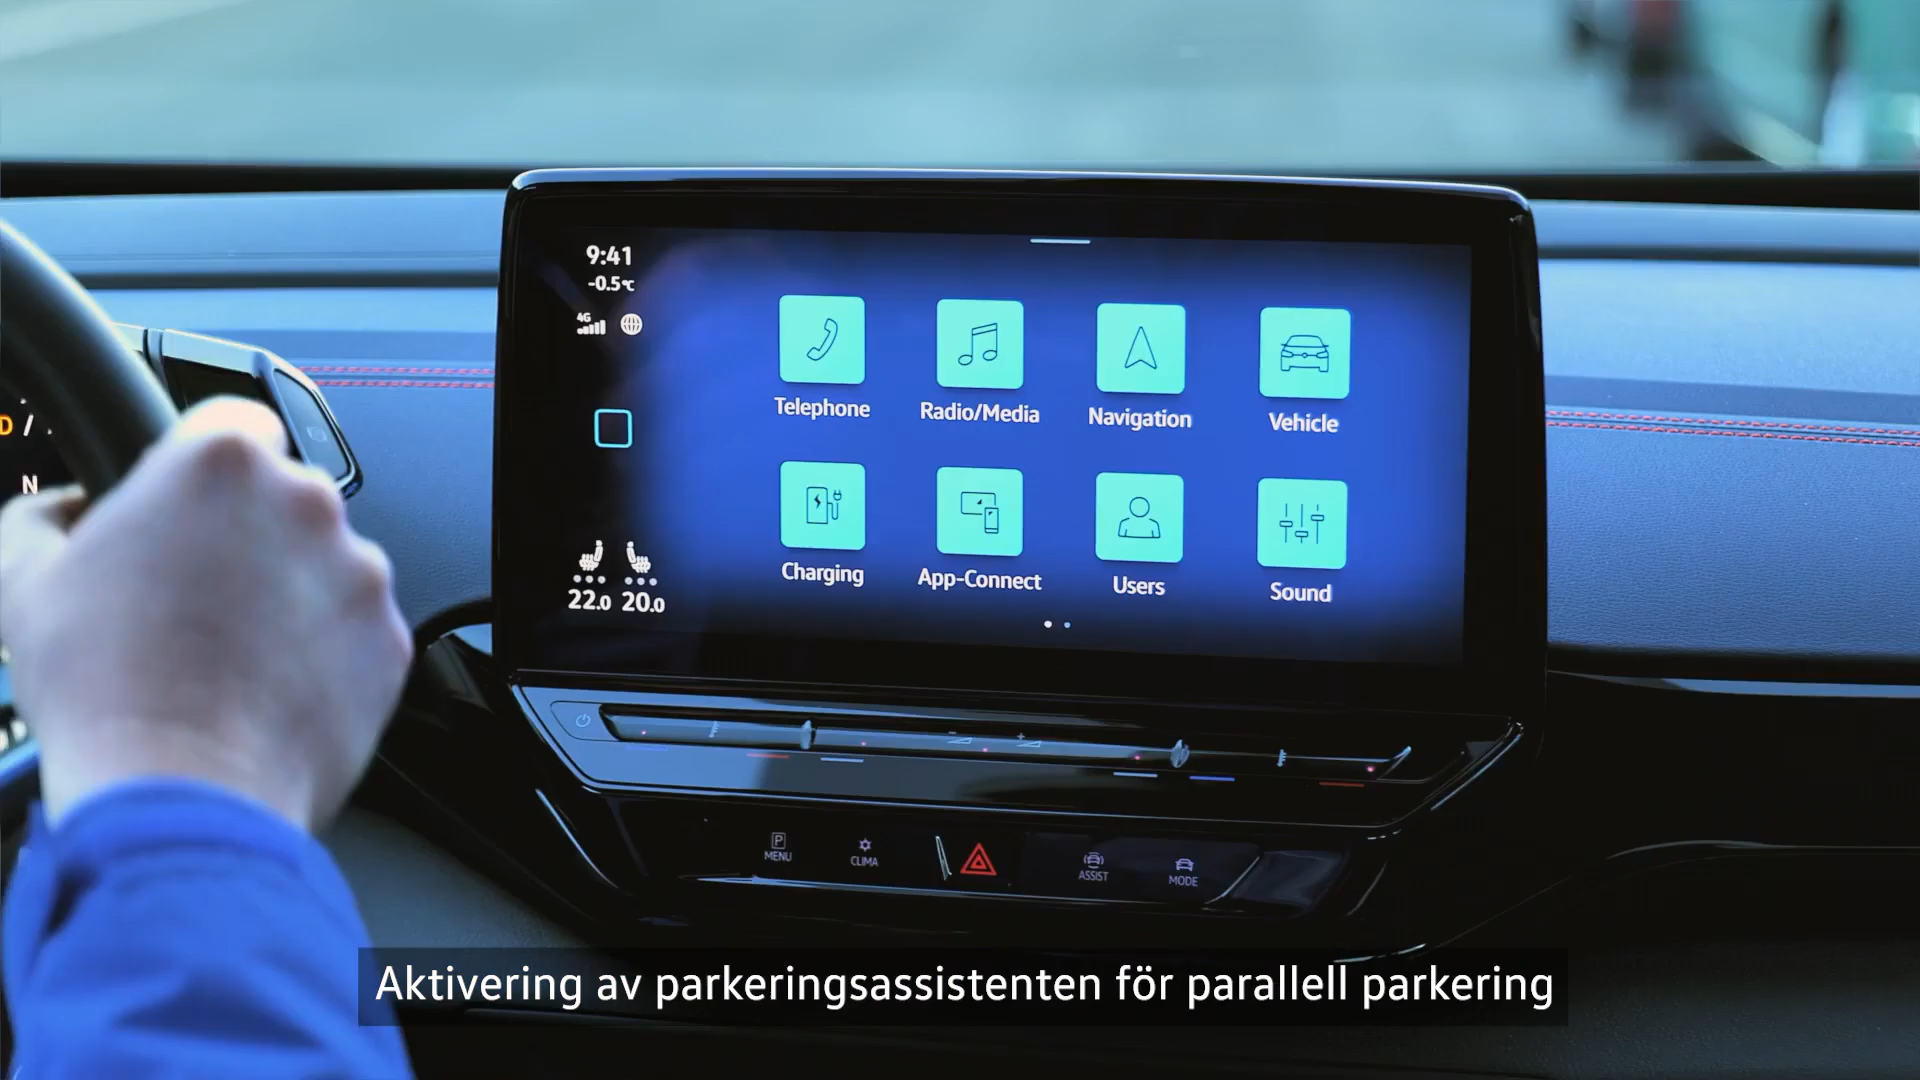 9:41
-0.5°C
4G
Telephone
Radio/Media
Navigation
Vehicle
Charging
App-Connect
Users
Sound
22.0 20.0
D /
N
P
MENU
CLIMA
ASSIST
MODE
Aktivering av parkeringsassistenten för parallell parkering